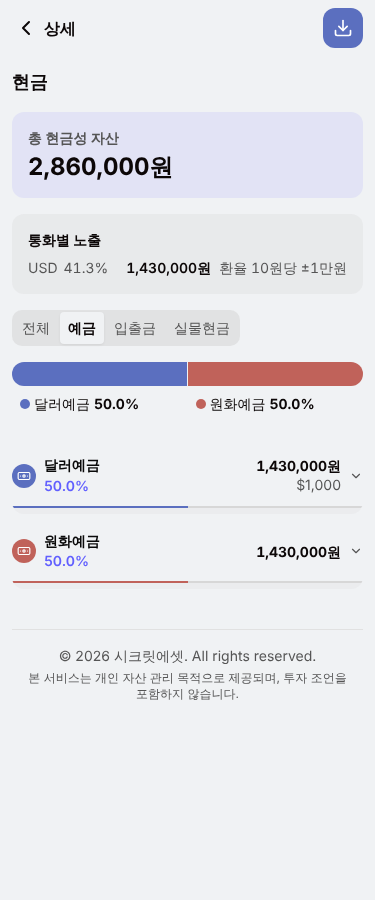 상세
현금
총 현금성 자산
2,860,000원
통화별 노출
USD 41.3% 1,430,000원 환율 10원당 ±1만원
전체 예금 입출금 실물현금
달러예금 50.0% 원화예금 50.0%
달러예금 1,430,000원
50.0% $1,000
원화예금 1,430,000원
50.0%
© 2026 시크릿에셋. All rights reserved.
본 서비스는 개인 자산 관리 목적으로 제공되며, 투자 조언을
포함하지 않습니다.